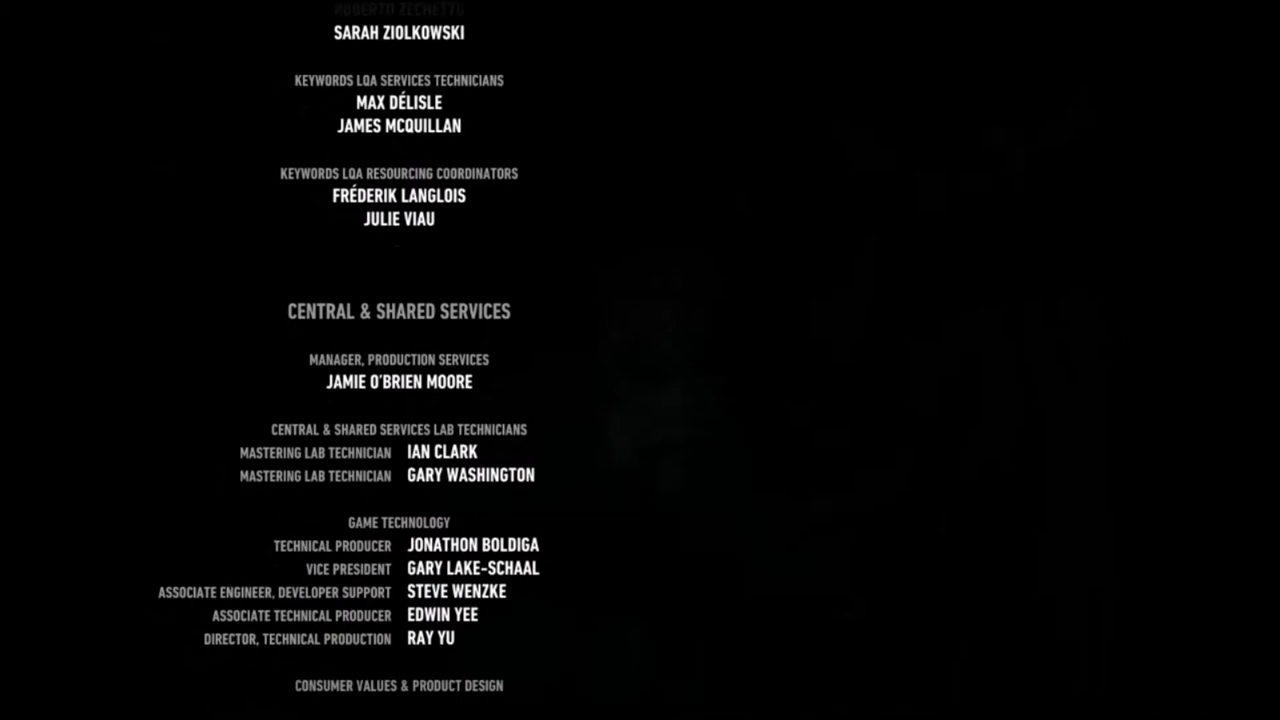 ROBERTO ZECHETTU
SARAH ZIOLKOWSKI
KEYWORDS LQA SERVICES TECHNICIANS
MAX DÉLISLE
JAMES MCQUILLAN
KEYWORDS LQA RESOURCING COORDINATORS
FRÉDERIK LANGLOIS
JULIE VIAU
CENTRAL & SHARED SERVICES
MANAGER, PRODUCTION SERVICES
JAMIE O'BRIEN MOORE
CENTRAL & SHARED SERVICES LAB TECHNICIANS
MASTERING LAB TECHNICIAN IAN CLARK
MASTERING LAB TECHNICIAN GARY WASHINGTON
GAME TECHNOLOGY
TECHNICAL PRODUCER JONATHON BOLDIGA
VICE PRESIDENT GARY LAKE-SCHAAL
ASSOCIATE ENGINEER, DEVELOPER SUPPORT STEVE WENZKE
ASSOCIATE TECHNICAL PRODUCER EDWIN YEE
DIRECTOR, TECHNICAL PRODUCTION RAY YU
CONSUMER VALUES & PRODUCT DESIGN